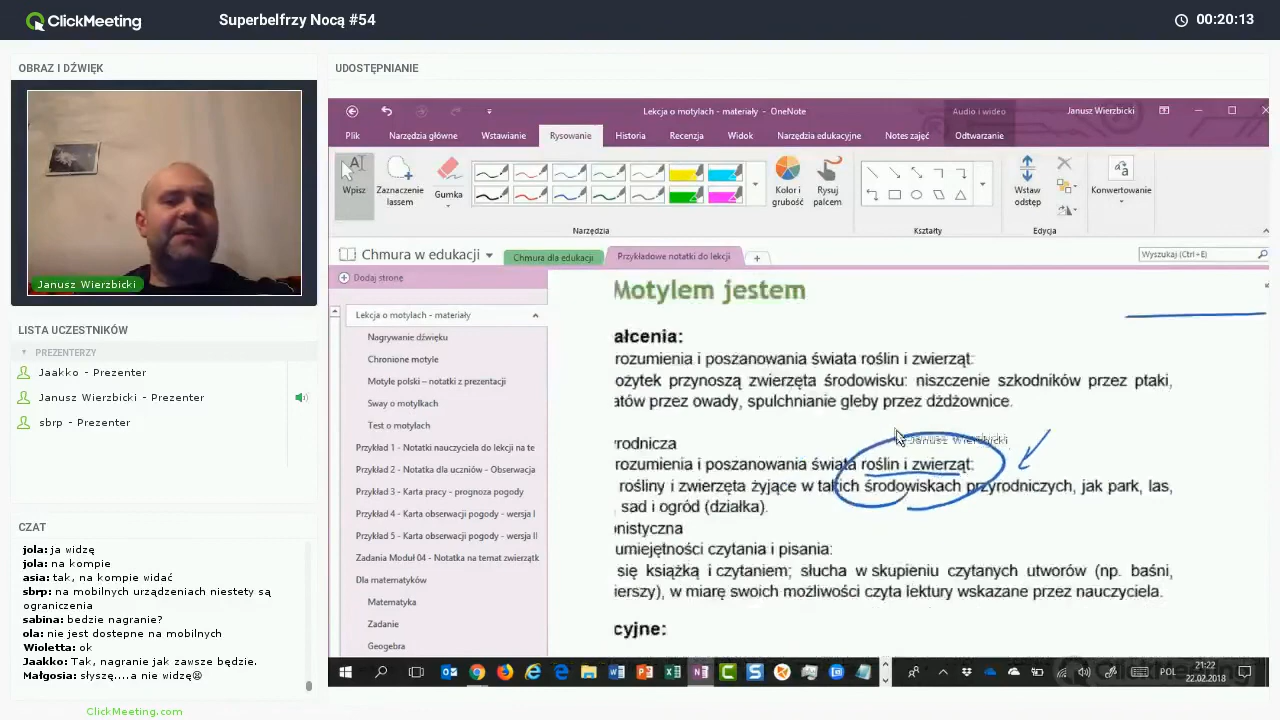 ClickMeeting
Superbelfrzy Nocą #54
00:20:13
OBRAZ I DŹWIĘK
Janusz Wierzbicki
LISTA UCZESTNIKÓW
PREZENTERZY
Jaakko - Prezenter
Janusz Wierzbicki - Prezenter
sbrp - Prezenter
CZAT
jola: ja widzę
jola: na kompie
asia: tak, na kompie widać
sbrp: na mobilnych urządzeniach niestety są
ograniczenia
sabina: bedzie nagranie?
ola: nie jest dostepne na mobilnych
Wioletta: ok
Jaakko: Tak, nagranie jak zawsze będzie.
Małgosia: słyszę....a nie widzę☹
ClickMeeting.com
UDOSTĘPNIANIE
Lekcja o motylach - materiały - OneNote
Audio i wideo
Janusz Wierzbicki
Plik
Narzędzia główne
Wstawianie
Rysowanie
Historia
Recenzja
Widok
Narzędzia edukacyjne
Notes zajęć
Odtwarzanie
Wpisz
Zaznaczenie
lassem
Gumka
Kolor i
grubość
Rysuj
palcem
Wstaw
odstęp
Konwertowanie
Narzędzia
Kształty
Edycja
Chmura w edukacji
Chmura dla edukacji
Przykładowe notatki do lekcji
Wyszukaj (Ctrl+E)
Dodaj stronę
Lekcja o motylach - materiały
Nagrywanie dźwięku
Chronione motyle
Motyle polski – notatki z prezentacji
Sway o motylkach
Test o motylach
Przykład 1 - Notatki nauczyciela do lekcji na te
Przykład 2 - Notatka dla uczniów - Obserwacja
Przykład 3 - Karta pracy - prognoza pogody
Przykład 4 - Karta obserwacji pogody - wersja I
Przykład 5 - Karta obserwacji pogody - wersja II
Zadania Moduł 04 - Notatka na temat zwierzątk
Dla matematyków
Matematyka
Zadanie
Geogebra
Motylem jestem
ałcenia:
rozumienia i poszanowania świata roślin i zwierząt:
ożytek przynoszą zwierzęta środowisku: niszczenie szkodników przez ptaki,
atów przez owady, spulchnianie gleby przez dżdżownice.
yrodnicza
Janusz Wierzbicki
rozumienia i poszanowania świata roślin i zwierząt:
rośliny i zwierzęta żyjące w takich środowiskach przyrodniczych, jak park, las,
sad i ogród (działka).
onistyczna
umiejętności czytania i pisania:
się książką i czytaniem; słucha w skupieniu czytanych utworów (np. baśni,
ierszy), w miarę swoich możliwości czyta lektury wskazane przez nauczyciela.
cyjne:
POL
21:22
22.02.2018
ClickMeeting